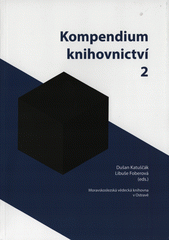 Kompendium
knihovnictví
2
Dušan Katuščák
Libuše Foberová
(eds.)
Moravskoslezská vědecká knihovna
v Ostravě